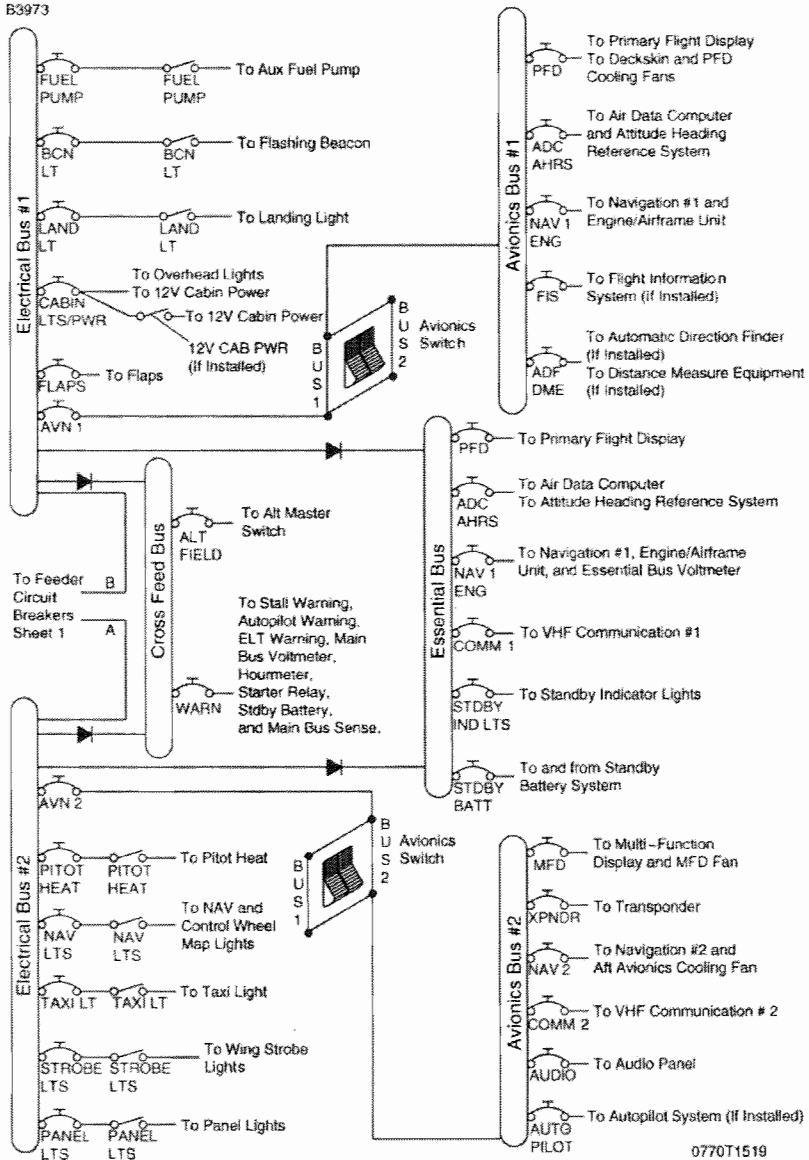 B3973
Electrical Bus #1
FUEL
PUMP
FUEL
PUMP
To Aux Fuel Pump
BCN
LT
BCN
LT
To Flashing Beacon
LAND
LT
LAND
LT
To Landing Light
CABIN
LTS/PWR
To Overhead Lights
To 12V Cabin Power
To 12V Cabin Power
12V CAB PWR
(If Installed)
FLAPS
To Flaps
AVN 1
BUS 1
BUS 2
Avionics
Switch
Avionics Bus #1
PFD
To Primary Flight Display
To Deckskin and PFD
Cooling Fans
ADC
AHRS
To Air Data Computer
and Attitude Heading
Reference System
NAV 1
ENG
To Navigation #1 and
Engine/Airframe Unit
FIS
To Flight Information
System (If Installed)
ADF
DME
To Automatic Direction Finder
(If Installed)
To Distance Measure Equipment
(If Installed)
Cross Feed Bus
ALT
FIELD
To Alt Master
Switch
WARN
To Stall Warning,
Autopilot Warning,
ELT Warning, Main
Bus Voltmeter,
Hourmeter,
Starter Relay,
Stdby Battery,
and Main Bus Sense.
To Feeder
Circuit
Breakers
Sheet 1
B
A
Essential Bus
PFD
To Primary Flight Display
ADC
AHRS
To Air Data Computer
To Attitude Heading Reference System
NAV 1
ENG
To Navigation #1, Engine/Airframe
Unit, and Essential Bus Voltmeter
COMM 1
To VHF Communication #1
STDBY
IND LTS
To Standby Indicator Lights
STDBY
BATT
To and from Standby
Battery System
Electrical Bus #2
AVN 2
PITOT
HEAT
PITOT
HEAT
To Pitot Heat
NAV
LTS
NAV
LTS
To NAV and
Control Wheel
Map Lights
TAXI LT
TAXI LT
To Taxi Light
STROBE
LTS
STROBE
LTS
To Wing Strobe
Lights
PANEL
LTS
PANEL
LTS
To Panel Lights
BUS 1
BUS 2
Avionics
Switch
Avionics Bus #2
MFD
To Multi-Function
Display and MFD Fan
XPNDR
To Transponder
NAV 2
To Navigation #2 and
Aft Avionics Cooling Fan
COMM 2
To VHF Communication # 2
AUDIO
To Audio Panel
AUTO
PILOT
To Autopilot System (If Installed)
0770T1519